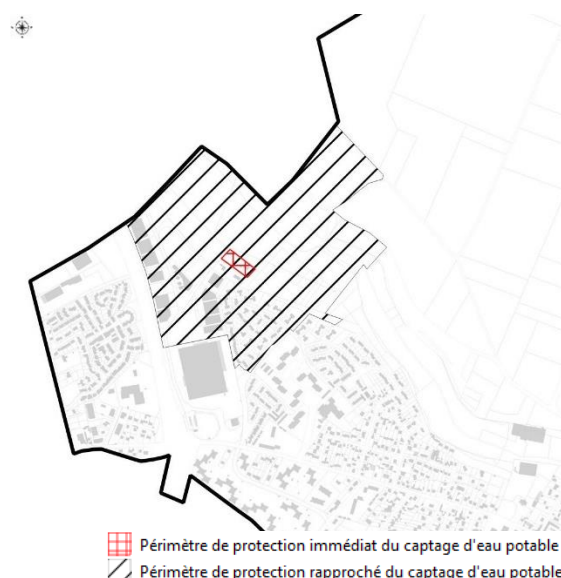 Périmètre de protection immédiat du captage d'eau potable
Périmètre de protection rapproché du captage d'eau potable